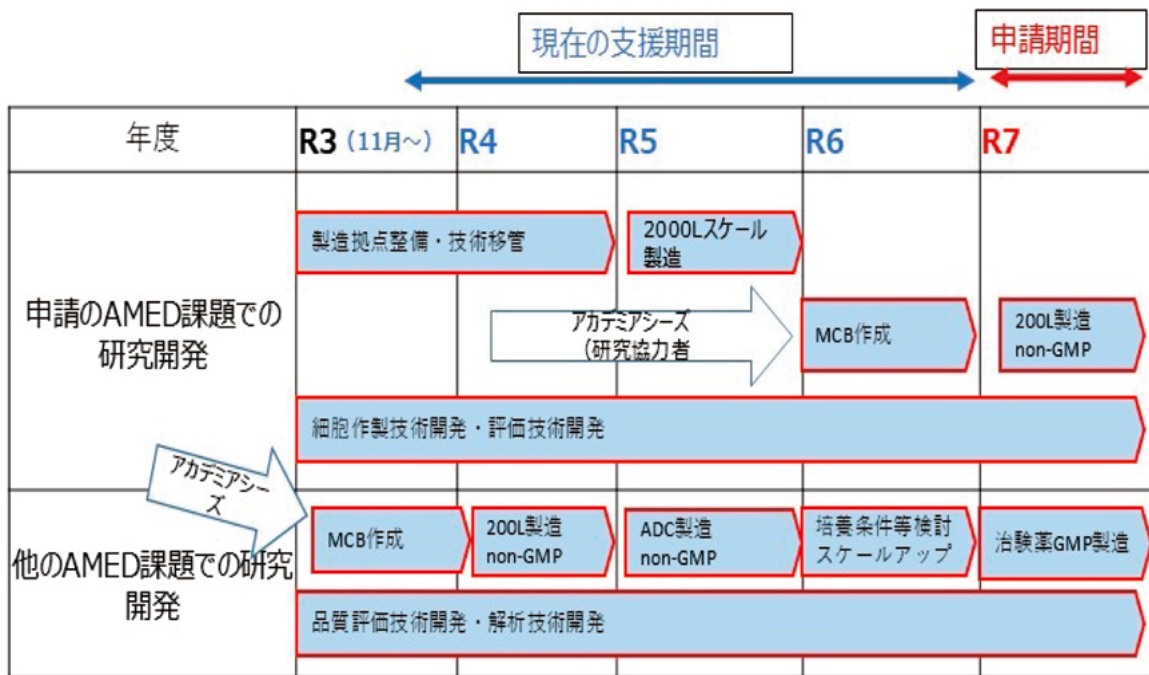 現在の支援期間
申請期間
年度
R3 (11月～)
R4
R5
R6
R7
申請のAMED課題での
研究開発
製造拠点整備・技術移管
2000Lスケール
製造
アカデミアシーズ
(研究協力者
MCB作成
200L製造
non-GMP
細胞作製技術開発・評価技術開発
アカデミアシー
ズ
他のAMED課題での研究
開発
MCB作成
200L製造
non-GMP
ADC製造
non-GMP
培養条件等検討
スケールアップ
治験薬GMP製造
品質評価技術開発・解析技術開発